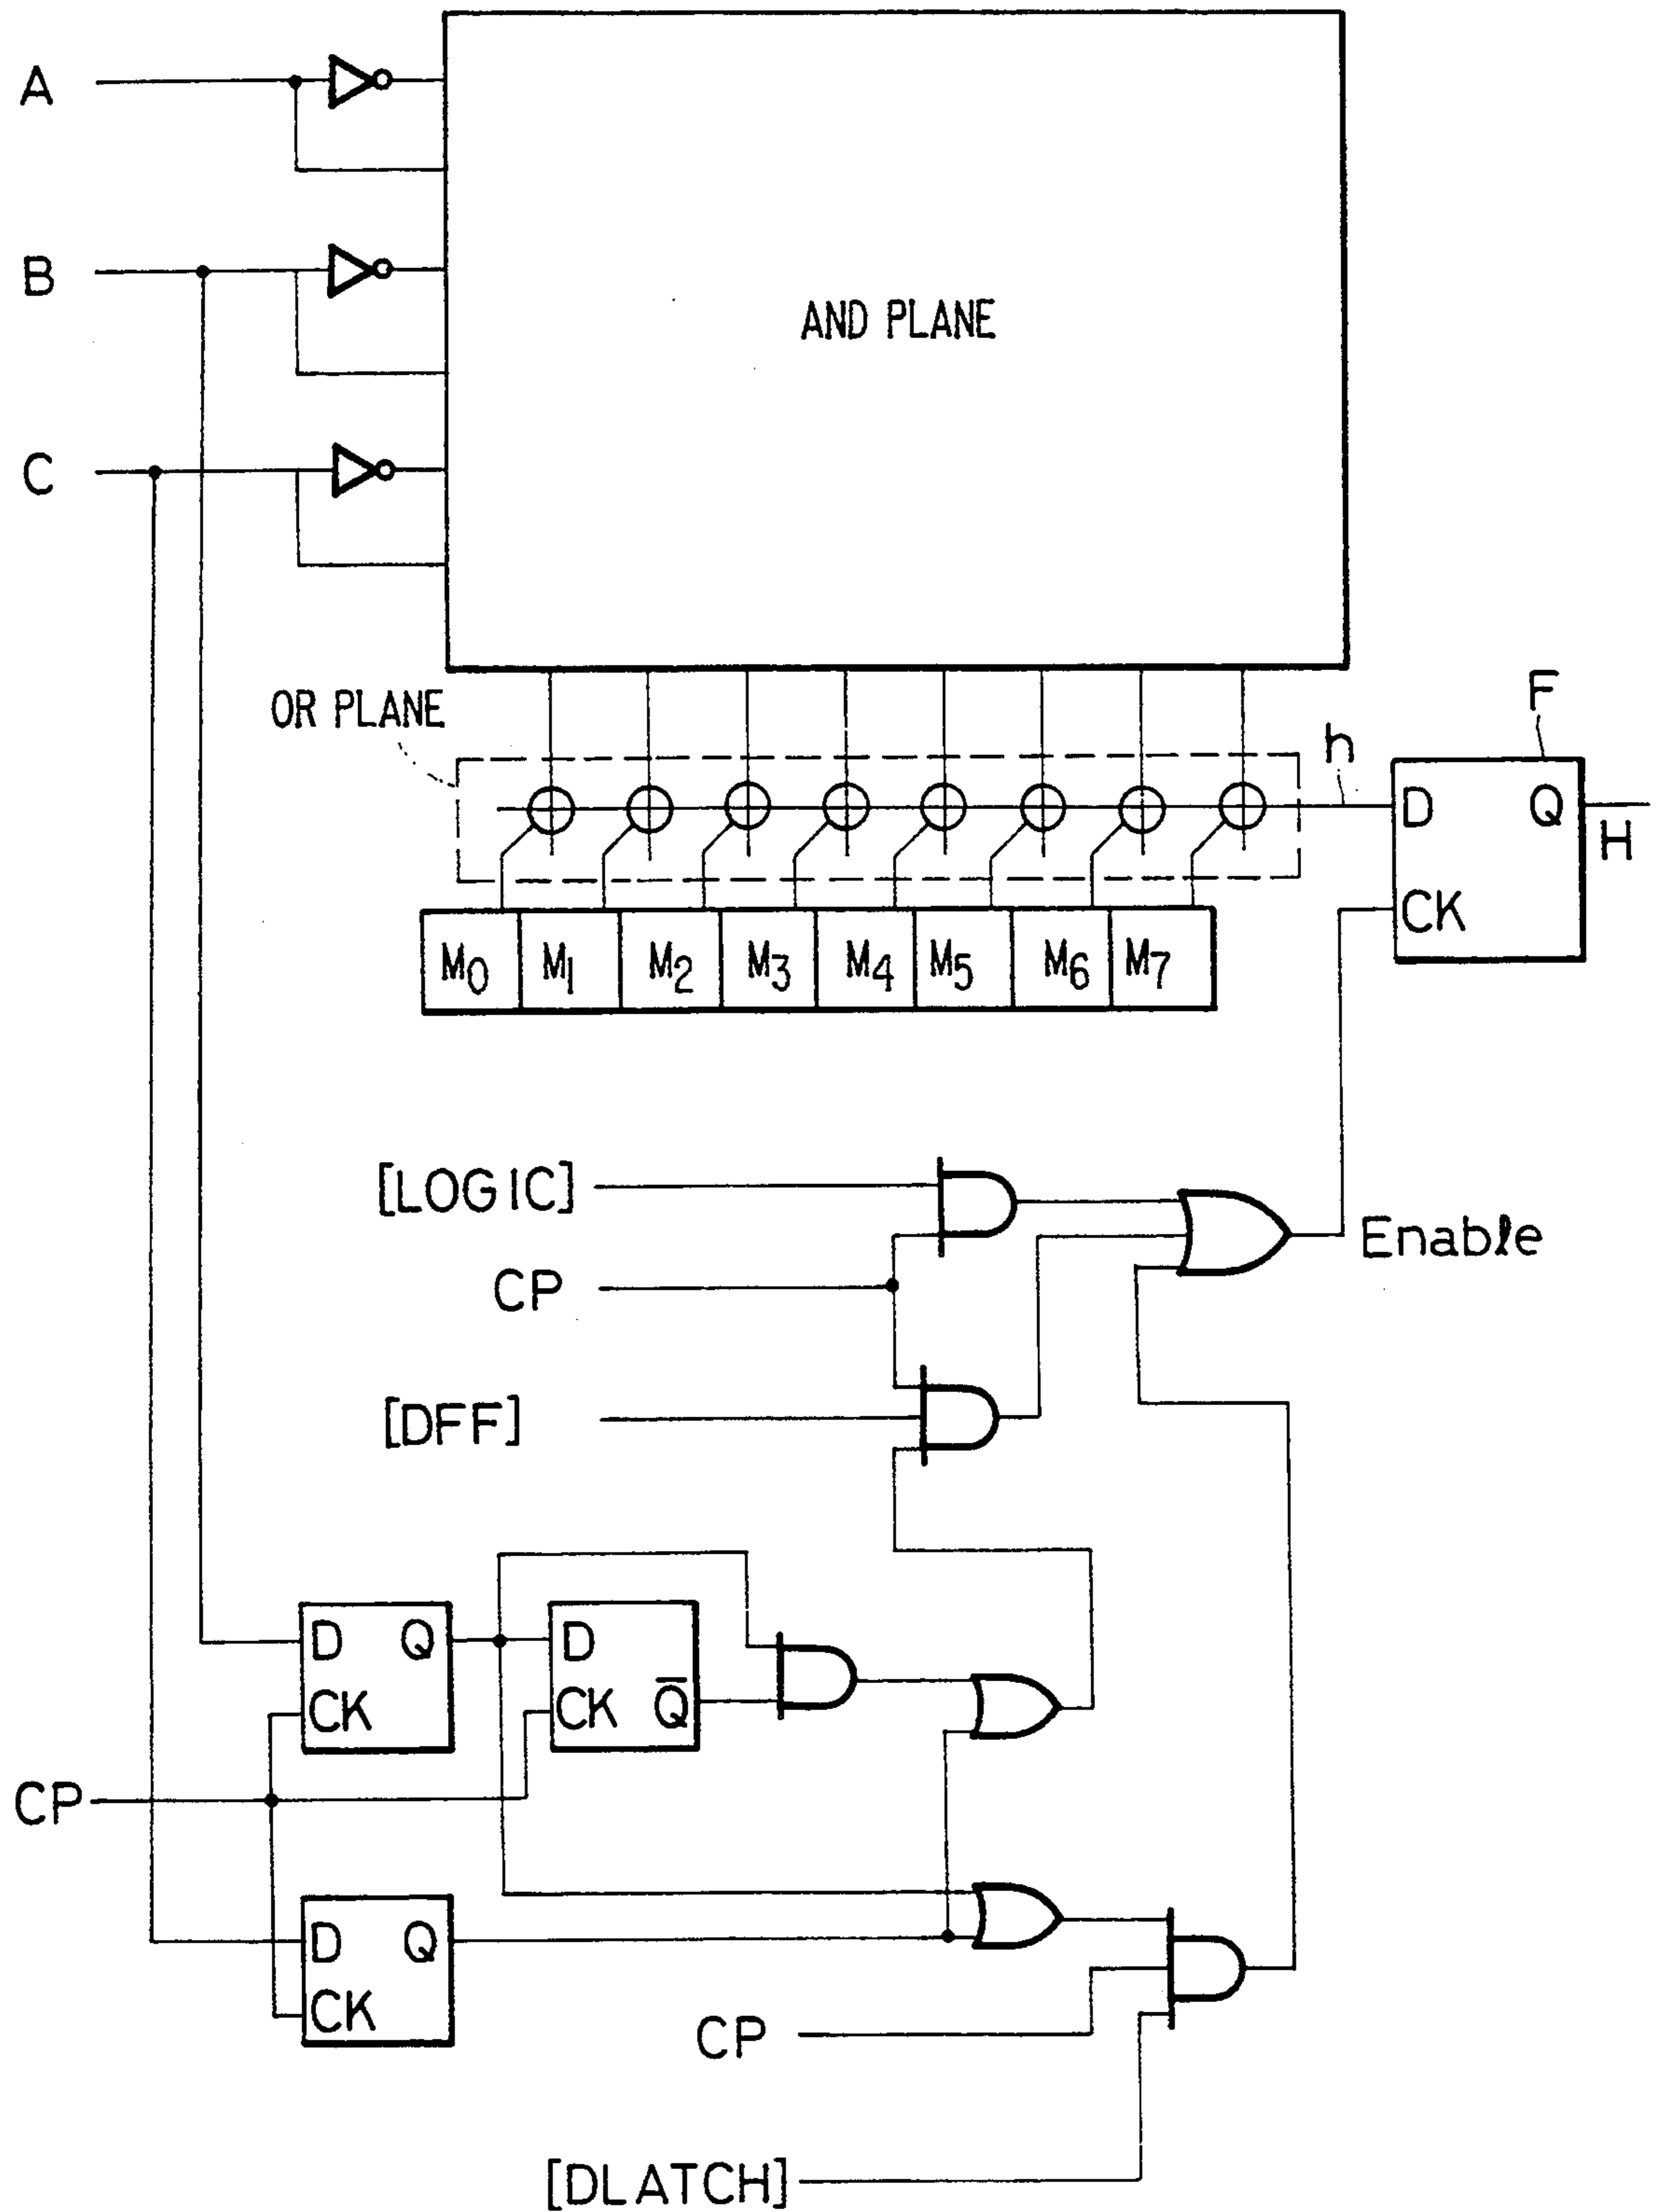 A
B
AND PLANE
C
OR PLANE
h
F
D Q
H
CK
M0 M1 M2 M3 M4 M5 M6 M7
[LOGIC]
Enable
CP
[DFF]
D Q
D
CK
CK Q̅
CP
D Q
CK
CP
[DLATCH]